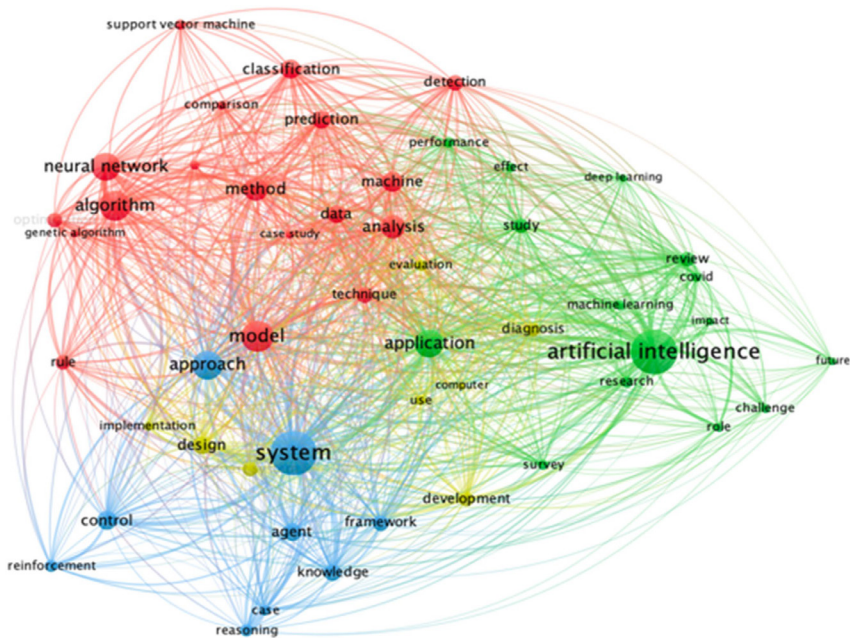 support vector machine
classification
detection
comparison
prediction
performance
neural network
effect
deep learning
machine
method
algorithm
data
analysis
study
genetic algorithm
case study
review
evaluation
covid
technique
machine learning
impact
diagnosis
model
application
artificial intelligence
approach
rule
future
computer
research
use
challenge
implementation
role
design
system
survey
development
control
framework
agent
reinforcement
knowledge
case
reasoning